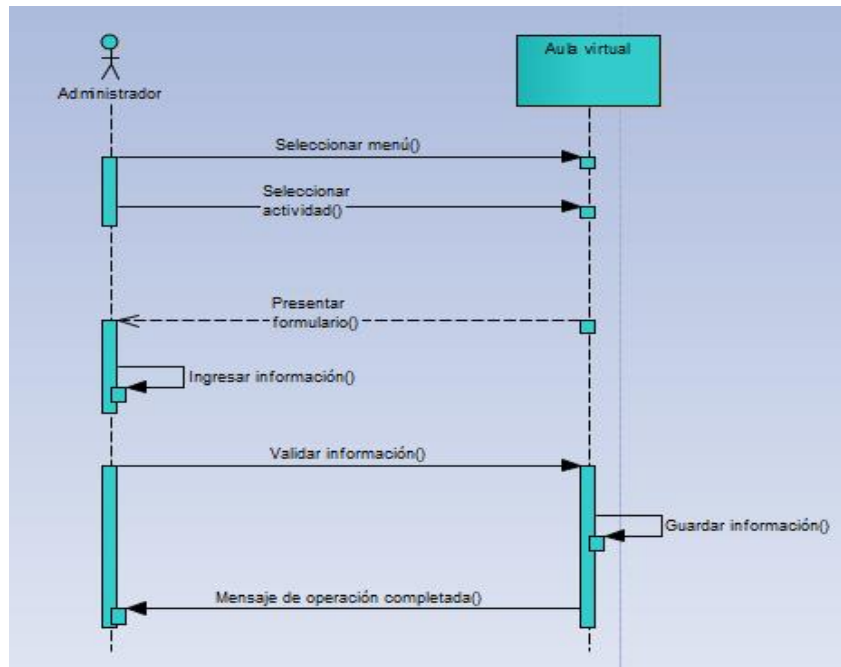 Aula virtual
Administrador
Seleccionar menú()
Seleccionar
actividad()
Presentar
formulario()
Ingresar información()
Validar información()
Guardar información()
Mensaje de operación completada()